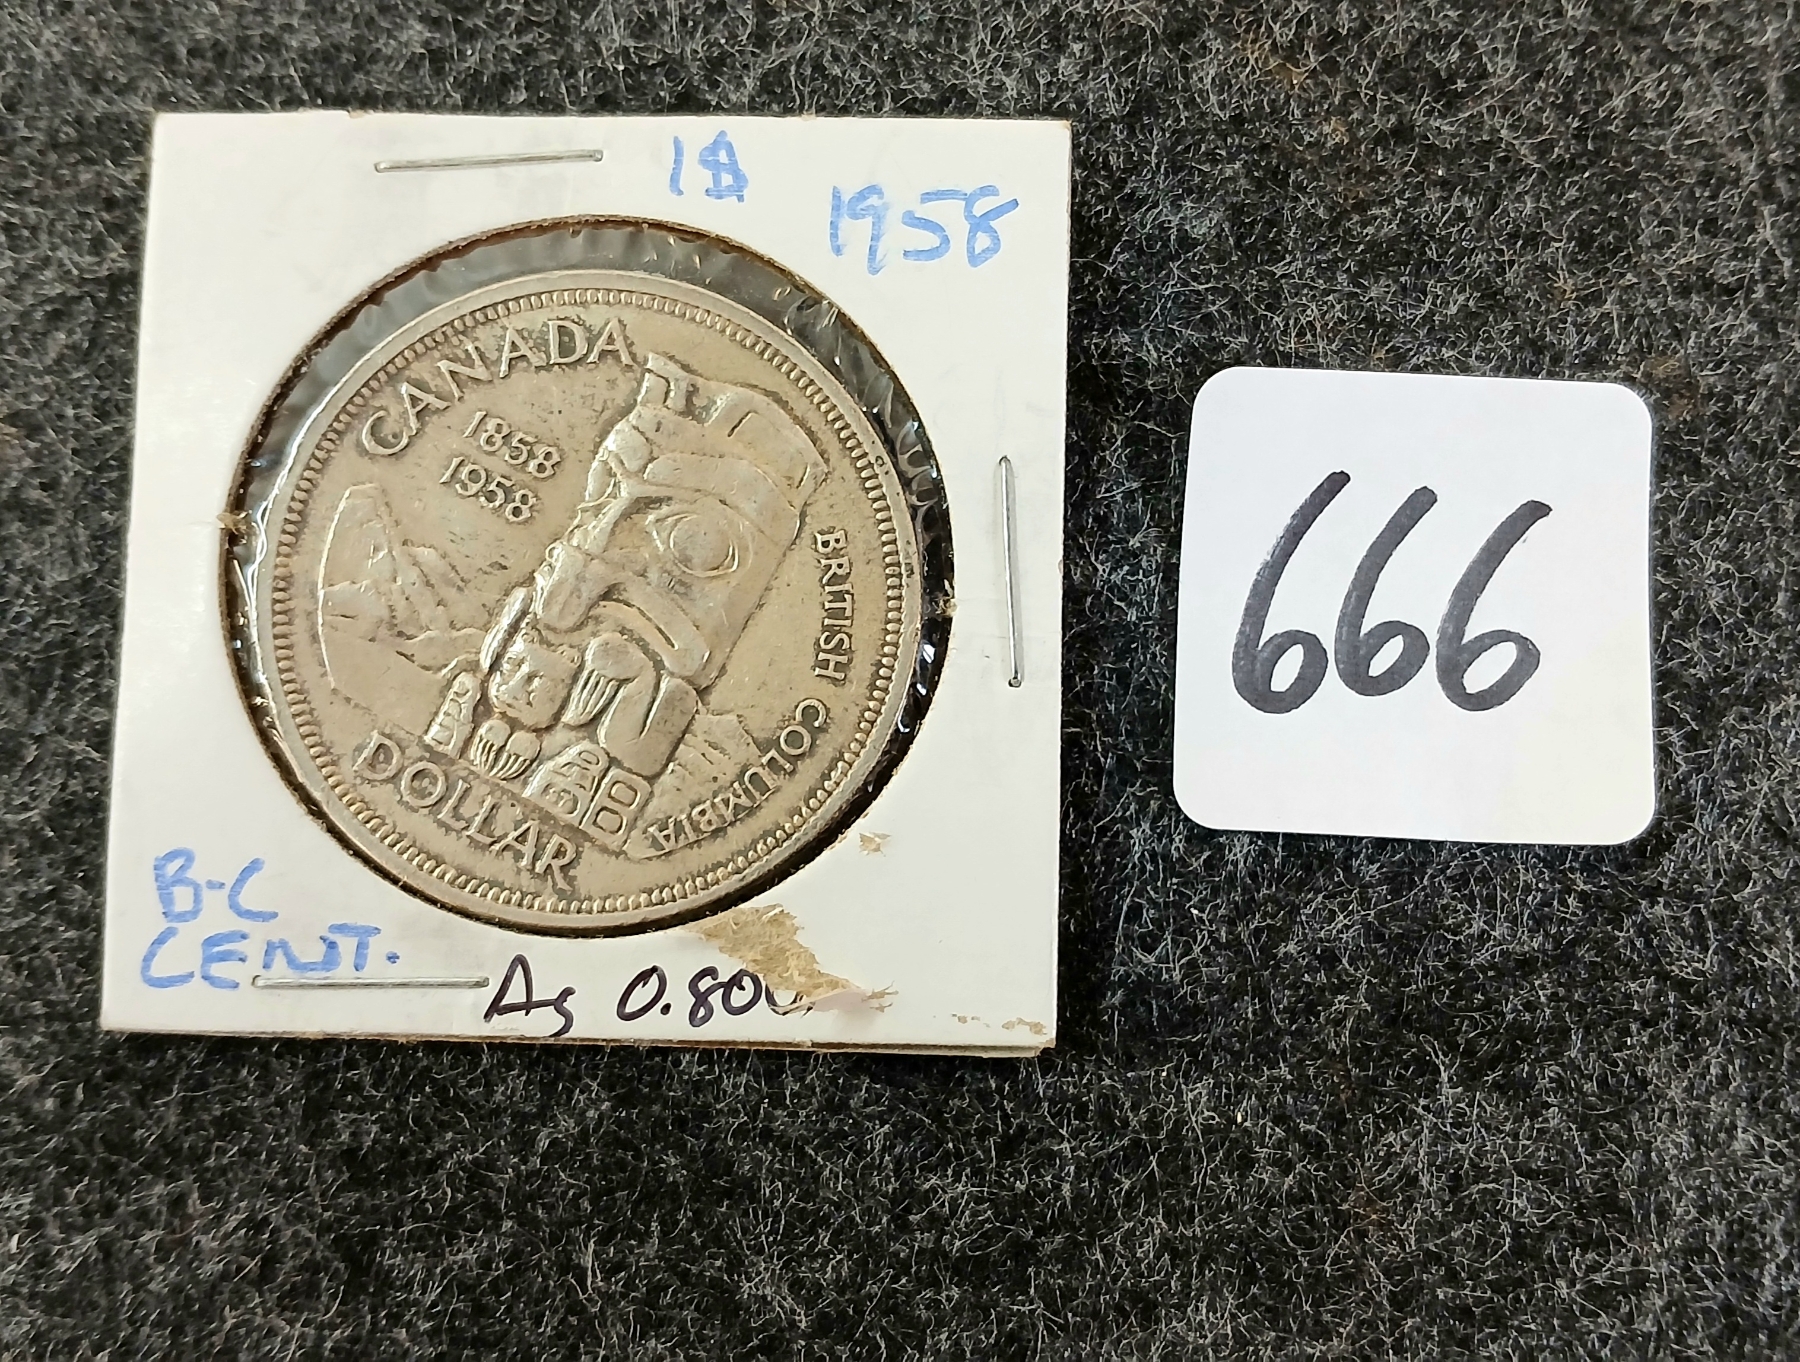 1$
1958
CANADA
1858
1958
BRITISH COLUMBIA
DOLLAR
B-C
CENT.
Ag 0.800
666